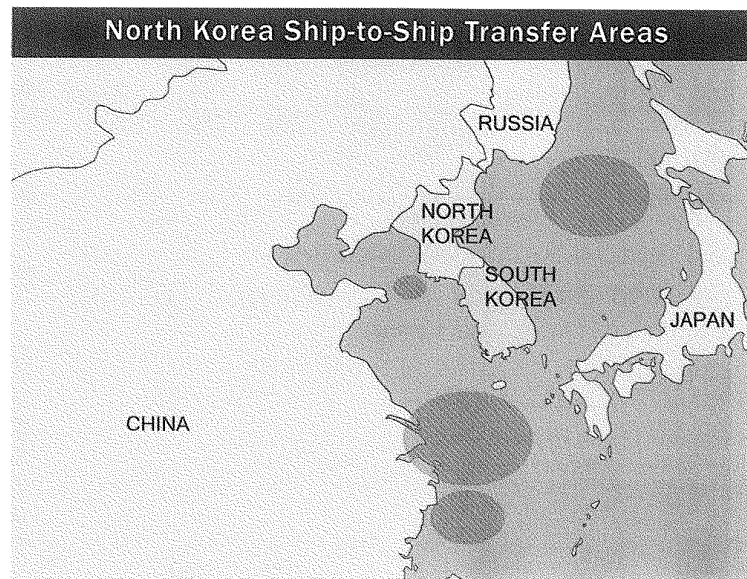 North Korea Ship-to-Ship Transfer Areas
RUSSIA
NORTH
KOREA
SOUTH
KOREA
JAPAN
CHINA